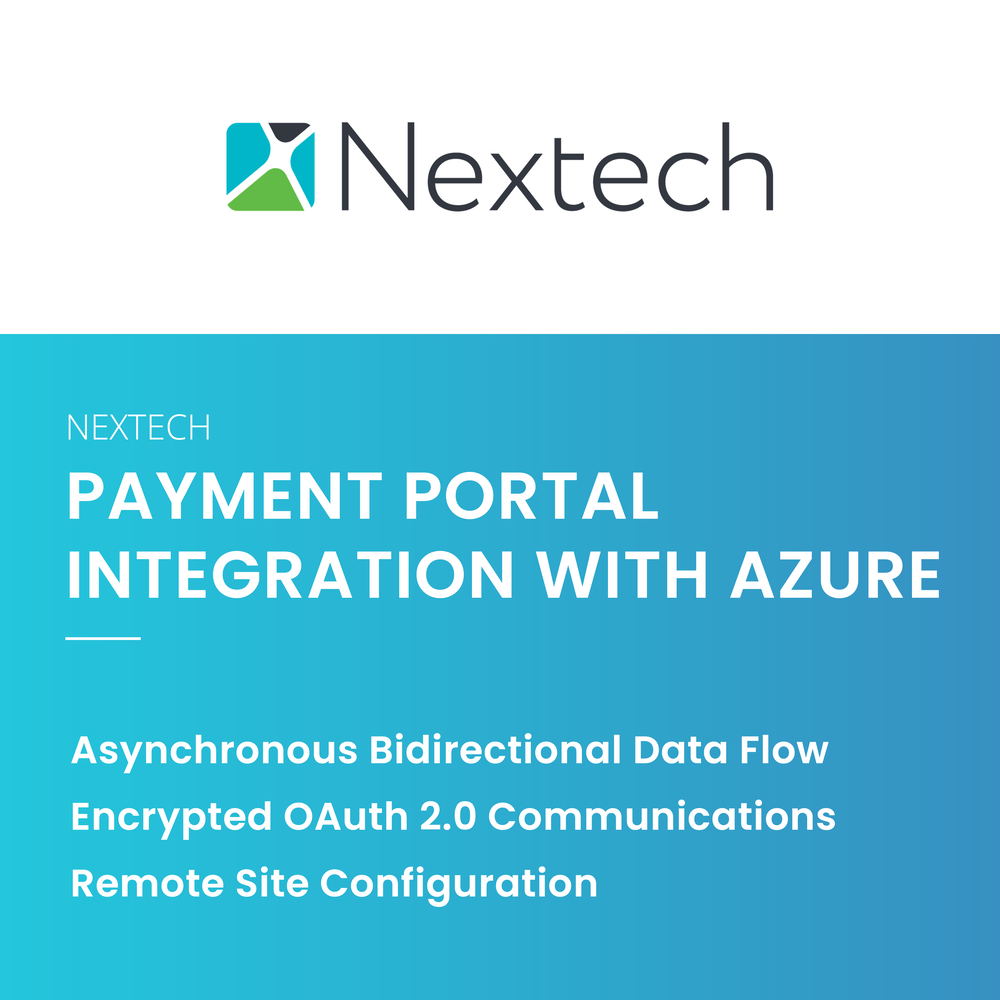 Nextech
NEXTECH
PAYMENT PORTAL
INTEGRATION WITH AZURE
Asynchronous Bidirectional Data Flow
Encrypted OAuth 2.0 Communications
Remote Site Configuration